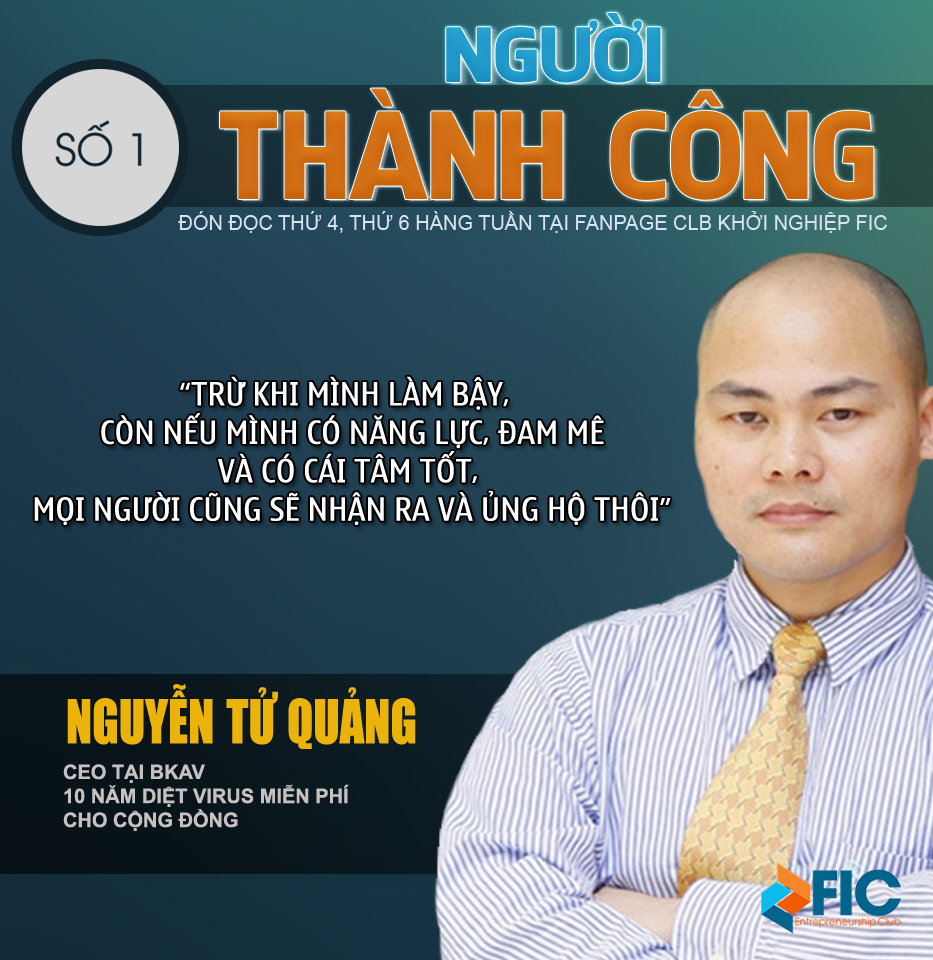 NGƯỜI
SỐ 1
THÀNH CÔNG
ĐÓN ĐỌC THỨ 4, THỨ 6 HÀNG TUẦN TẠI FANPAGE CLB KHỞI NGHIỆP FIC
“TRỪ KHI MÌNH LÀM BẬY,
CÒN NẾU MÌNH CÓ NĂNG LỰC, ĐAM MÊ
VÀ CÓ CÁI TÂM TỐT,
MỌI NGƯỜI CŨNG SẼ NHẬN RA VÀ ỦNG HỘ THÔI”
NGUYỄN TỬ QUẢNG
CEO TẠI BKAV
10 NĂM DIỆT VIRUS MIỄN PHÍ
CHO CỘNG ĐỒNG
FIC
Entrepreneurship Club